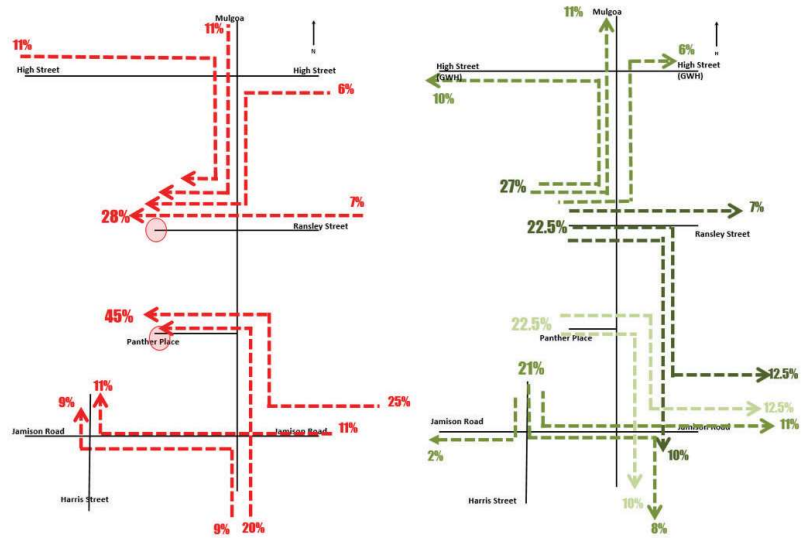 Mulgoa
11%
11%
N
High Street
High Street
6%
28%
7%
Ransley Street
45%
Panther Place
11%
9%
25%
Jamison Road
Jamison Road
11%
Harris Street
9%
20%
11%
Mulgoa
N
6%
High Street
(GWH)
High Street
(GWH)
10%
27%
7%
22.5%
Ransley Street
22.5%
Panther Place
21%
12.5%
12.5%
Jamison Road
Jamison Road
11%
2%
10%
Harris Street
10%
8%